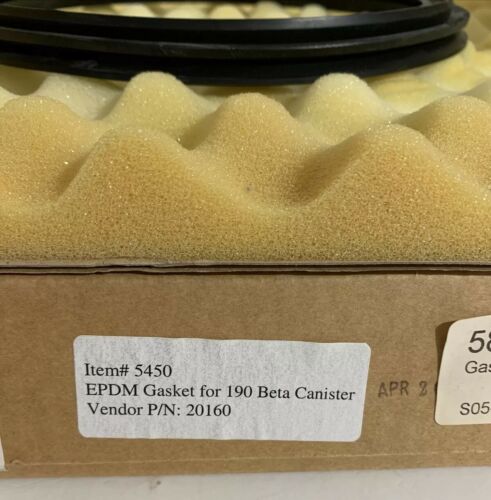 Item# 5450
EPDM Gasket for 190 Beta Canister
Vendor P/N: 20160
APR
58
Gas
S05